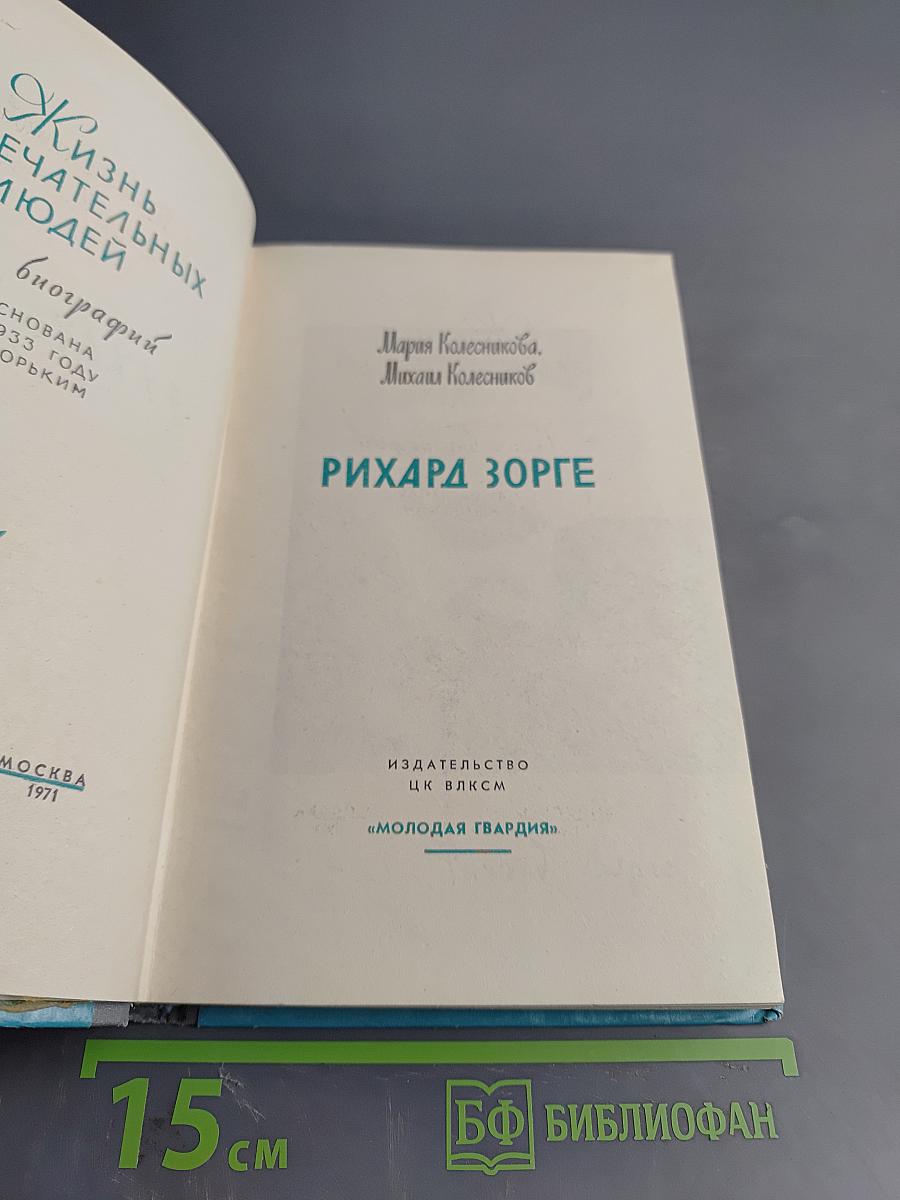 Жизнь
ЕЧАТЕЛЬНЫХ
ЛЮДЕЙ
биографий
СНОВАНА
933 ГОДУ
ОРЬКИМ
МОСКВА
1971
Мария Колесникова,
Михаил Колесников
РИХАРД ЗОРГЕ
ИЗДАТЕЛЬСТВО
ЦК ВЛКСМ
«МОЛОДАЯ ГВАРДИЯ»
15 см
БФ БИБЛИОФАН